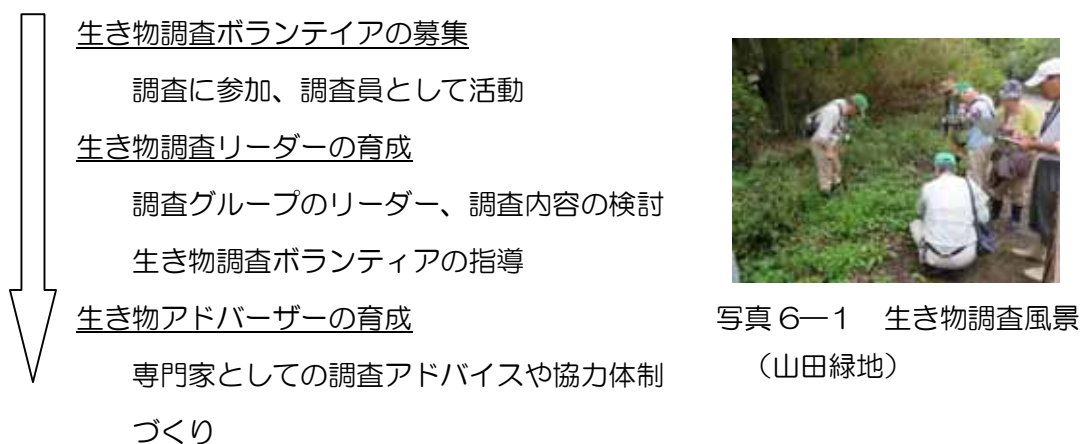 生き物調査ボランテイアの募集
調査に参加、調査員として活動
生き物調査リーダーの育成
調査グループのリーダー、調査内容の検討
生き物調査ボランティアの指導
生き物アドバーザーの育成
専門家としての調査アドバイスや協力体制
づくり
写真6―1 生き物調査風景
（山田緑地）